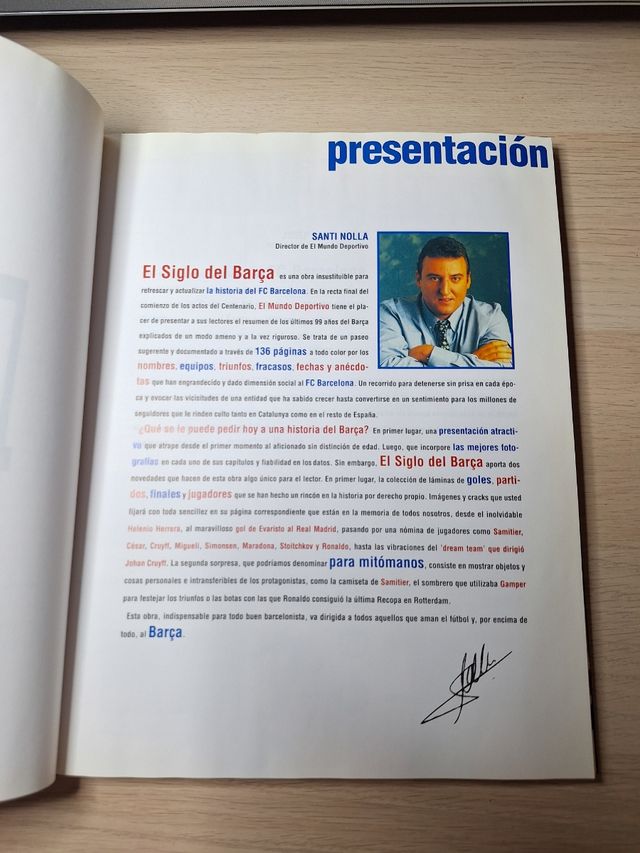 presentación
SANTI NOLLA
Director de El Mundo Deportivo
El Siglo del Barça es una obra insustituible para
refrescar y actualizar la historia del FC Barcelona. En la recta final del
comienzo de los actos del Centenario, El Mundo Deportivo tiene el pla-
cer de presentar a sus lectores el resumen de los últimos 99 años del Barça
explicados de un modo ameno y a la vez riguroso. Se trata de un paseo
sugerente y documentado a través de 136 páginas a todo color por los
nombres, equipos, triunfos, fracasos, fechas y anécdo-
tas que han engrandecido y dado dimensión social al FC Barcelona. Un recorrido para detenerse sin prisa en cada épo-
ca y evocar las vicisitudes de una entidad que ha sabido crecer hasta convertirse en un sentimiento para los millones de
seguidores que le rinden culto tanto en Catalunya como en el resto de España.
¿Qué se le puede pedir hoy a una historia del Barça? En primer lugar, una presentación atracti-
va que atrape desde el primer momento al aficionado sin distinción de edad. Luego, que incorpore las mejores foto-
grafías en cada uno de sus capítulos y fiabilidad en los datos. Sin embargo, El Siglo del Barça aporta dos
novedades que hacen de esta obra algo único para el lector. En primer lugar, la colección de láminas de goles, parti-
dos, finales y jugadores que se han hecho un rincón en la historia por derecho propio. Imágenes y cracks que usted
fijará con toda sencillez en su página correspondiente que están en la memoria de todos nosotros, desde el inolvidable
Helenio Herrera, al maravilloso gol de Evaristo al Real Madrid, pasando por una nómina de jugadores como Samitier,
César, Cruyff, Migueli, Simonsen, Maradona, Stoitchkov y Ronaldo, hasta las vibraciones del 'dream team' que dirigió
Johan Cruyff. La segunda sorpresa, que podríamos denominar para mitómanos, consiste en mostrar objetos y
cosas personales e intransferibles de los protagonistas, como la camiseta de Samitier, el sombrero que utilizaba Gamper
para festejar los triunfos o las botas con las que Ronaldo consiguió la última Recopa en Rotterdam.
Esta obra, indispensable para todo buen barcelonista, va dirigida a todos aquellos que aman el fútbol y, por encima de
todo, al Barça.